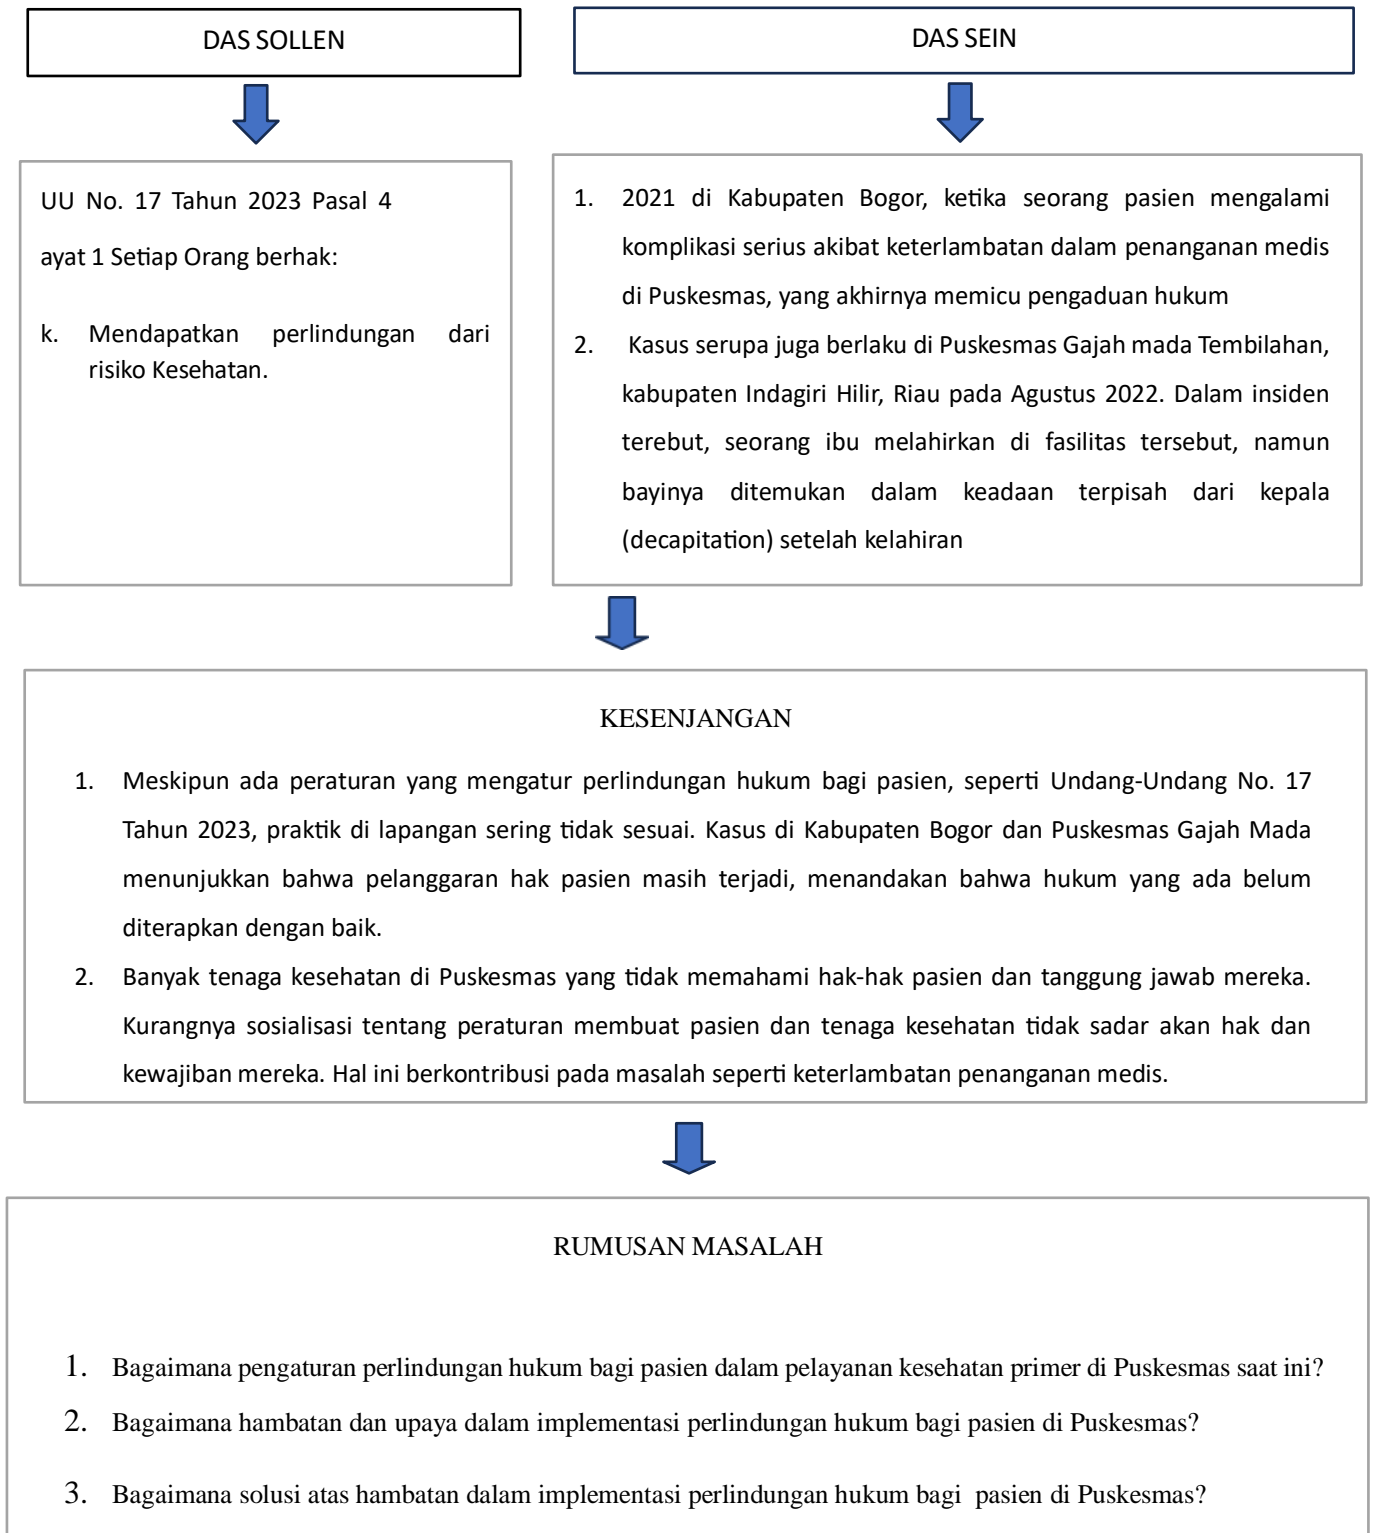 DAS SOLLEN
DAS SEIN
UU No. 17 Tahun 2023 Pasal 4
ayat 1 Setiap Orang berhak:
k. Mendapatkan perlindungan dari
risiko Kesehatan.
1. 2021 di Kabupaten Bogor, ketika seorang pasien mengalami
komplikasi serius akibat keterlambatan dalam penanganan medis
di Puskesmas, yang akhirnya memicu pengaduan hukum
2. Kasus serupa juga berlaku di Puskesmas Gajah mada Tembilahan,
kabupaten Indagiri Hilir, Riau pada Agustus 2022. Dalam insiden
terebut, seorang ibu melahirkan di fasilitas tersebut, namun
bayinya ditemukan dalam keadaan terpisah dari kepala
(decapitation) setelah kelahiran
KESENJANGAN
1. Meskipun ada peraturan yang mengatur perlindungan hukum bagi pasien, seperti Undang-Undang No. 17
Tahun 2023, praktik di lapangan sering tidak sesuai. Kasus di Kabupaten Bogor dan Puskesmas Gajah Mada
menunjukkan bahwa pelanggaran hak pasien masih terjadi, menandakan bahwa hukum yang ada belum
diterapkan dengan baik.
2. Banyak tenaga kesehatan di Puskesmas yang tidak memahami hak-hak pasien dan tanggung jawab mereka.
Kurangnya sosialisasi tentang peraturan membuat pasien dan tenaga kesehatan tidak sadar akan hak dan
kewajiban mereka. Hal ini berkontribusi pada masalah seperti keterlambatan penanganan medis.
RUMUSAN MASALAH
1. Bagaimana pengaturan perlindungan hukum bagi pasien dalam pelayanan kesehatan primer di Puskesmas saat ini?
2. Bagaimana hambatan dan upaya dalam implementasi perlindungan hukum bagi pasien di Puskesmas?
3. Bagaimana solusi atas hambatan dalam implementasi perlindungan hukum bagi pasien di Puskesmas?